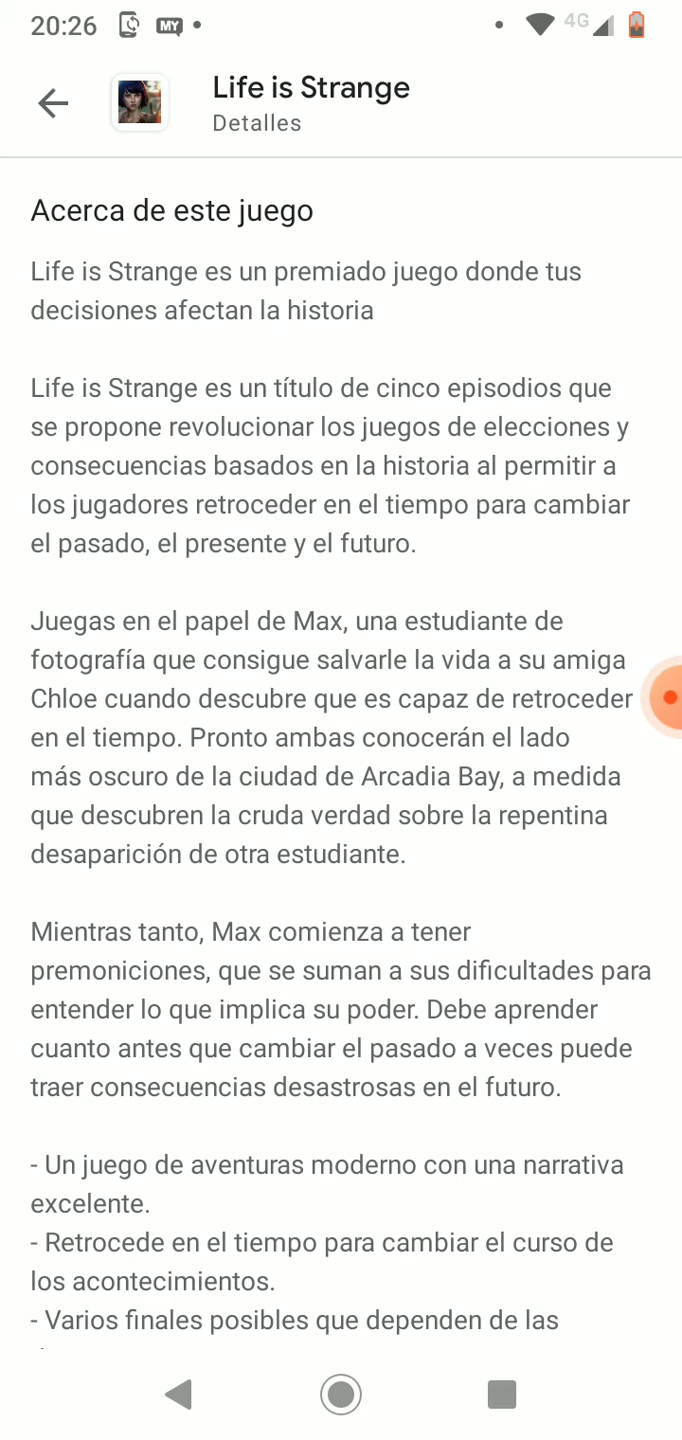 20:26
MY
4G
Life is Strange
Detalles
Acerca de este juego
Life is Strange es un premiado juego donde tus
decisiones afectan la historia
Life is Strange es un título de cinco episodios que
se propone revolucionar los juegos de elecciones y
consecuencias basados en la historia al permitir a
los jugadores retroceder en el tiempo para cambiar
el pasado, el presente y el futuro.
Juegas en el papel de Max, una estudiante de
fotografía que consigue salvarle la vida a su amiga
Chloe cuando descubre que es capaz de retroceder
en el tiempo. Pronto ambas conocerán el lado
más oscuro de la ciudad de Arcadia Bay, a medida
que descubren la cruda verdad sobre la repentina
desaparición de otra estudiante.
Mientras tanto, Max comienza a tener
premoniciones, que se suman a sus dificultades para
entender lo que implica su poder. Debe aprender
cuanto antes que cambiar el pasado a veces puede
traer consecuencias desastrosas en el futuro.
- Un juego de aventuras moderno con una narrativa
excelente.
- Retrocede en el tiempo para cambiar el curso de
los acontecimientos.
- Varios finales posibles que dependen de las